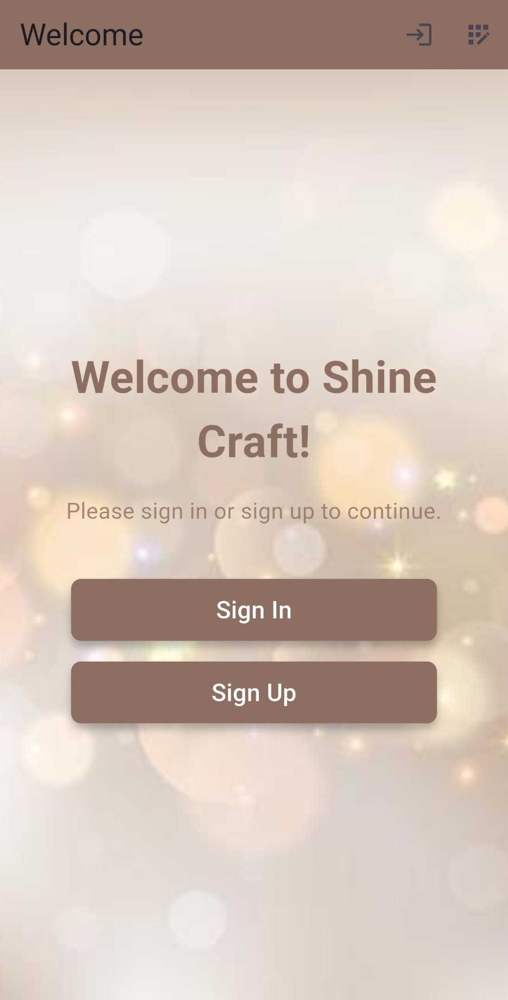 Welcome
Welcome to Shine
Craft!
Please sign in or sign up to continue.
Sign In
Sign Up